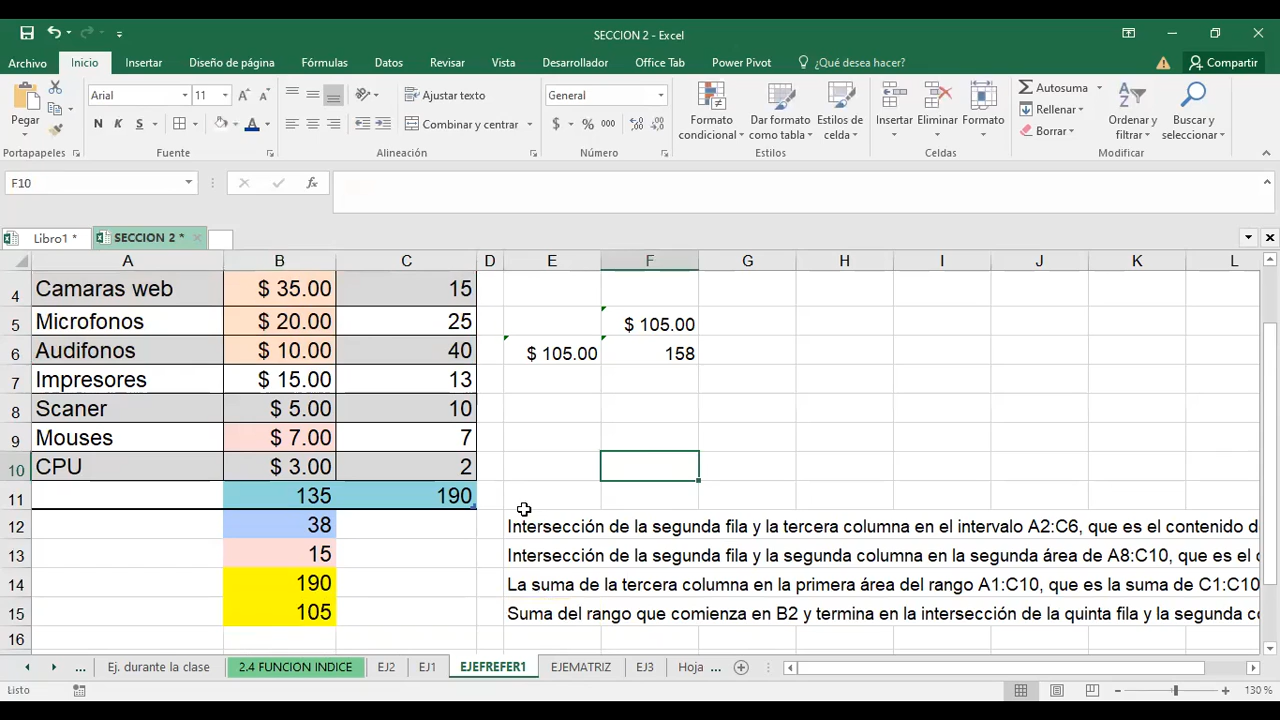 SECCION 2 - Excel
Archivo Inicio Insertar Diseño de página Fórmulas Datos Revisar Vista Desarrollador Office Tab Power Pivot ¿Qué desea hacer? Compartir
Arial 11 Ajustar texto General Autosuma
Pegar N K S Combinar y centrar $ % 000 Formato condicional Dar formato como tabla Estilos de celda Insertar Eliminar Formato Rellenar Borrar Ordenar y filtrar Buscar y seleccionar
Portapapeles Fuente Alineación Número Estilos Celdas Modificar
F10 fx
Libro1 * SECCION 2 *
A B C D E F G H I J K L
4 Camaras web $ 35.00 15
5 Microfonos $ 20.00 25 $ 105.00
6 Audifonos $ 10.00 40 $ 105.00 158
7 Impresores $ 15.00 13
8 Scaner $ 5.00 10
9 Mouses $ 7.00 7
10 CPU $ 3.00 2
11 135 190
12 38 Intersección de la segunda fila y la tercera columna en el intervalo A2:C6, que es el contenido d
13 15 Intersección de la segunda fila y la segunda columna en la segunda área de A8:C10, que es el
14 190 La suma de la tercera columna en la primera área del rango A1:C10, que es la suma de C1:C10
15 105 Suma del rango que comienza en B2 y termina en la intersección de la quinta fila y la segunda
16
Ej. durante la clase 2.4 FUNCION INDICE EJ2 EJ1 EJEFREFER1 EJEMATRIZ EJ3 Hoja ...
Listo 130 %